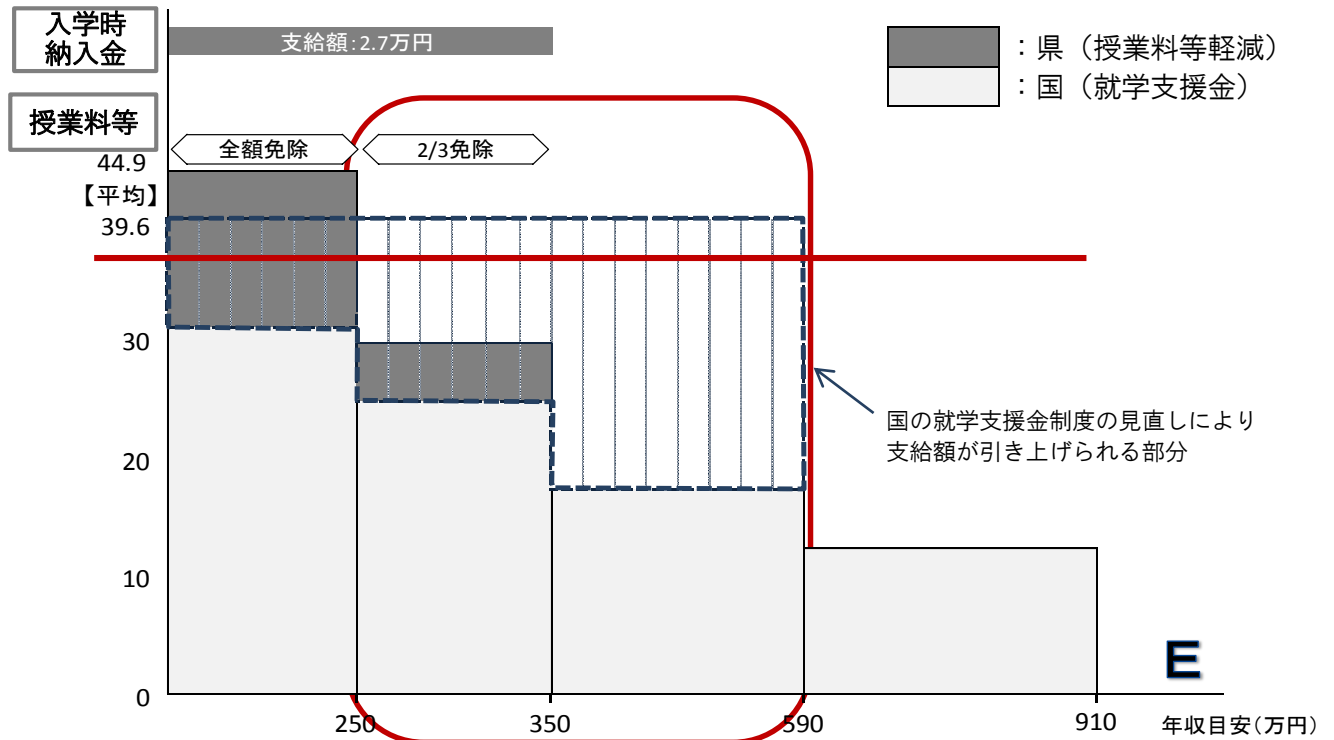 入学時
納入金
支給額:2.7万円
:県(授業料等軽減)
:国(就学支援金)
授業料等
全額免除
2/3免除
44.9
【平均】
39.6
30
国の就学支援金制度の見直しにより
支給額が引き上げられる部分
20
10
E
0
250
350
590
910
年収目安(万円)